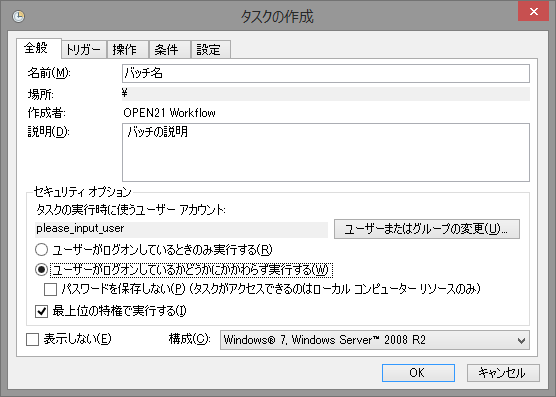 タスクの作成
全般 トリガー 操作 条件 設定
名前(M): バッチ名
場所: ¥
作成者: OPEN21 Workflow
説明(D): バッチの説明
セキュリティ オプション
タスクの実行時に使うユーザー アカウント:
please_input_user ユーザーまたはグループの変更(U)...
ユーザーがログオンしているときのみ実行する(R)
ユーザーがログオンしているかどうかにかかわらず実行する(W)
パスワードを保存しない(P) (タスクがアクセスできるのはローカル コンピューター リソースのみ)
最上位の特権で実行する(I)
表示しない(E) 構成(C): Windows® 7, Windows Server™ 2008 R2
OK キャンセル